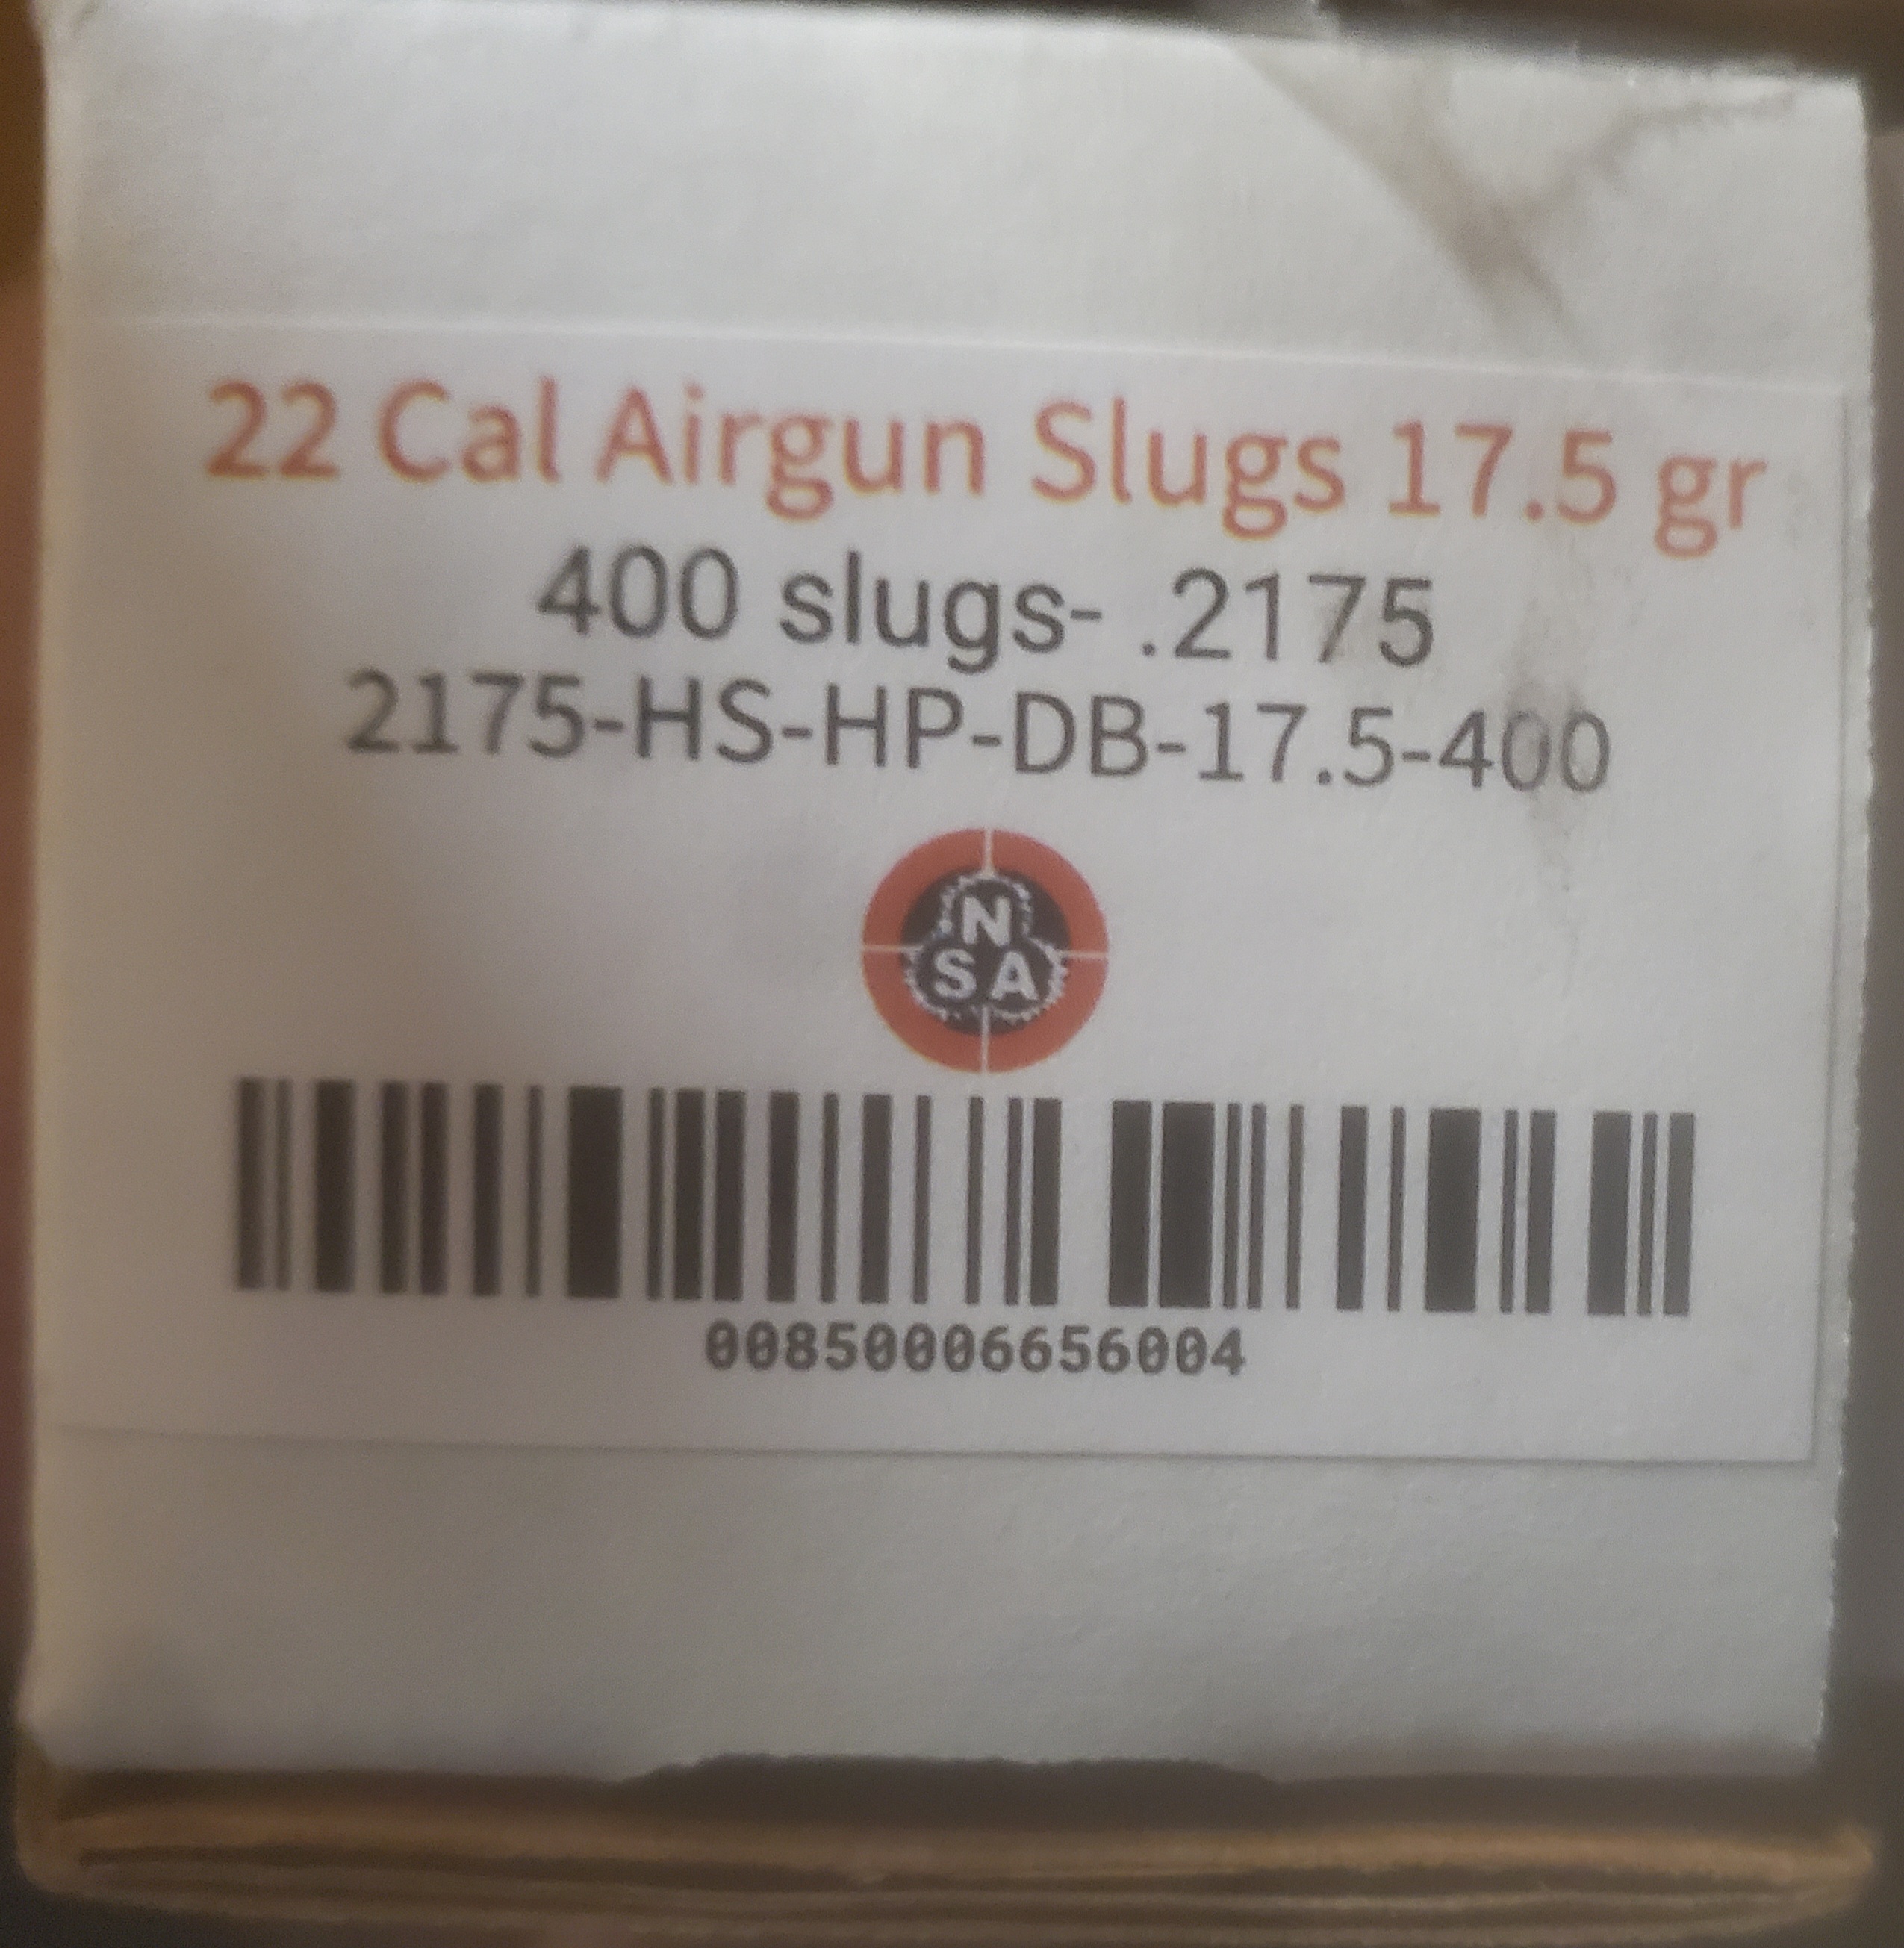 22 Cal Airgun Slugs 17.5 gr
400 slugs- .2175
2175-HS-HP-DB-17.5-400
N
SA
00850006656004